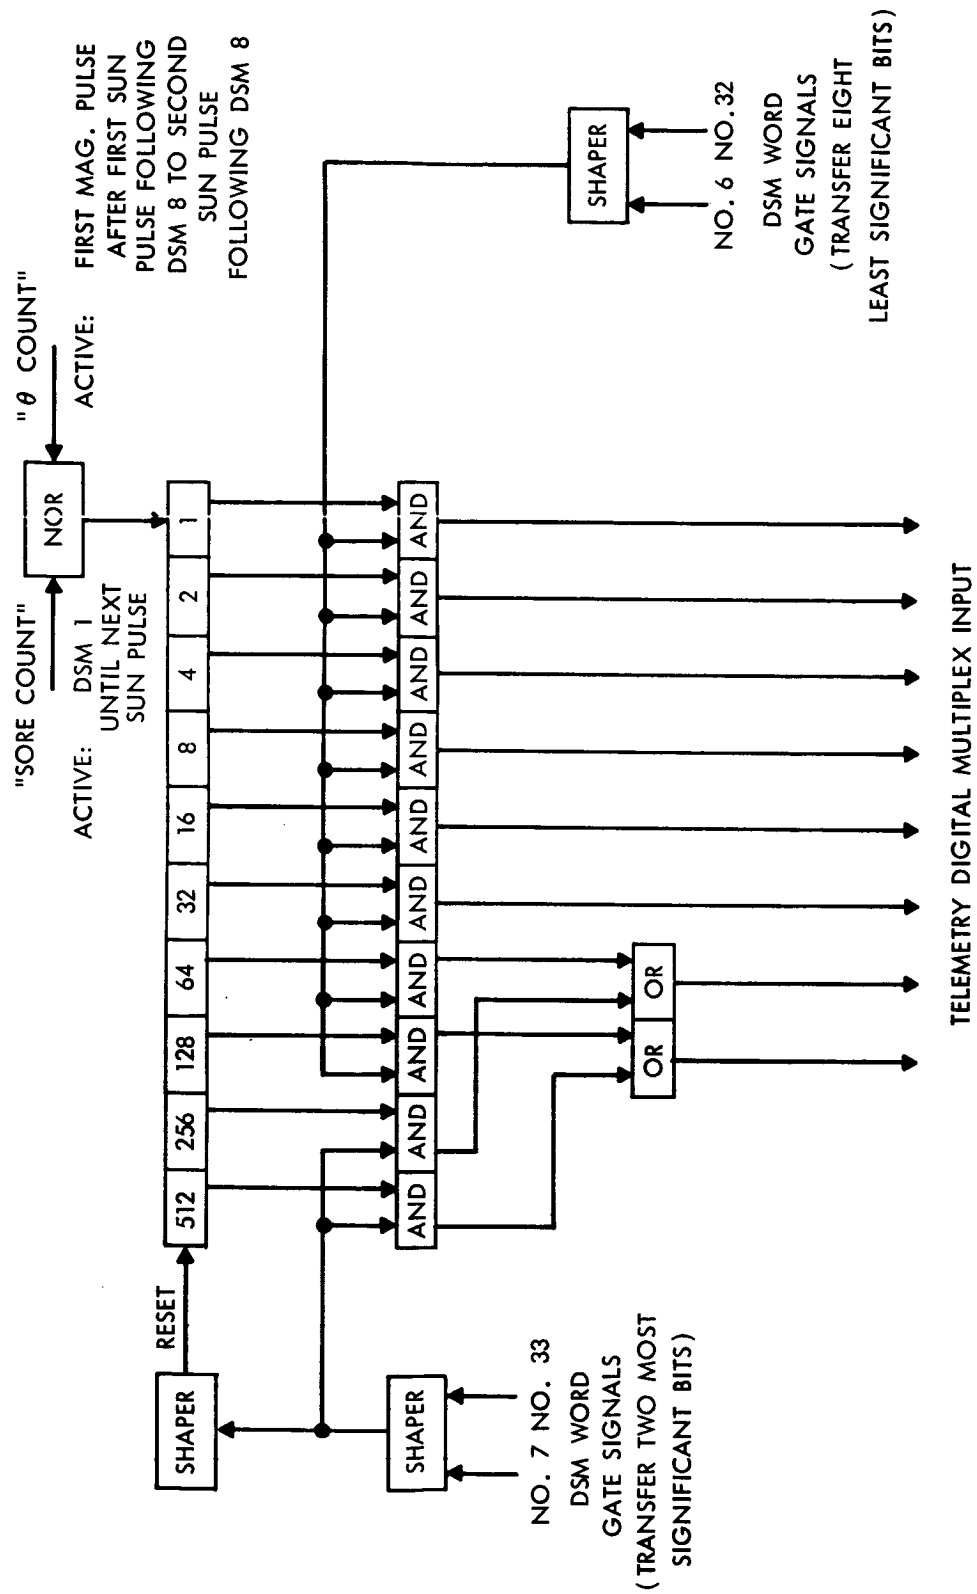 "SORE COUNT"
ACTIVE: DSM 1
UNTIL NEXT
SUN PULSE
NOR
"θ COUNT"
ACTIVE: FIRST MAG. PULSE
AFTER FIRST SUN
PULSE FOLLOWING
DSM 8 TO SECOND
SUN PULSE
FOLLOWING DSM 8
SHAPER
RESET
512 256 128 64 32 16 8 4 2 1
SHAPER
AND AND AND AND AND AND AND AND AND AND
NO. 7 NO. 33
DSM WORD
GATE SIGNALS
(TRANSFER TWO MOST
SIGNIFICANT BITS)
OR OR
SHAPER
NO. 6 NO.32
DSM WORD
GATE SIGNALS
(TRANSFER EIGHT
LEAST SIGNIFICANT BITS)
TELEMETRY DIGITAL MULTIPLEX INPUT